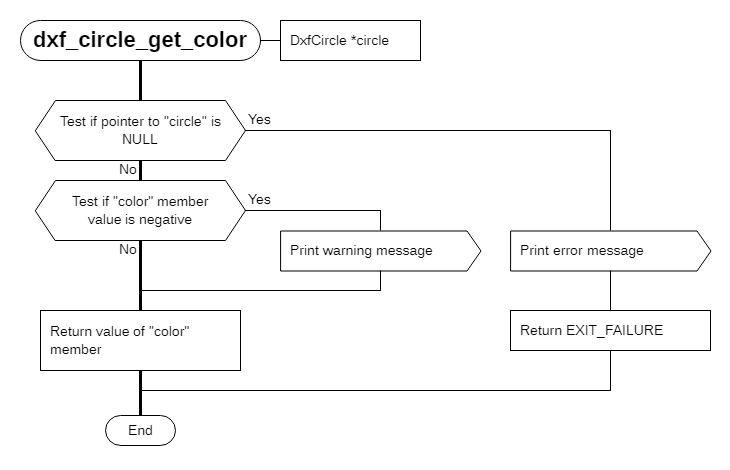 dxf_circle_get_color
DxfCircle *circle
Test if pointer to "circle" is
NULL
Yes
No
Test if "color" member
value is negative
Yes
No
Print warning message
Print error message
Return value of "color"
member
Return EXIT_FAILURE
End